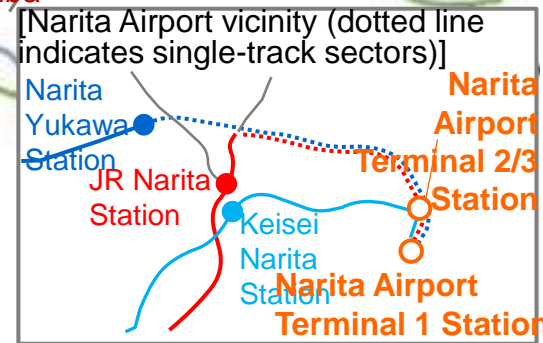 [Narita Airport vicinity (dotted line
indicates single-track sectors)]
Narita
Yukawa
Station
Narita
Airport
Terminal 2/3
Station
JR Narita
Station
Keisei
Narita
Station
Narita Airport
Terminal 1 Station